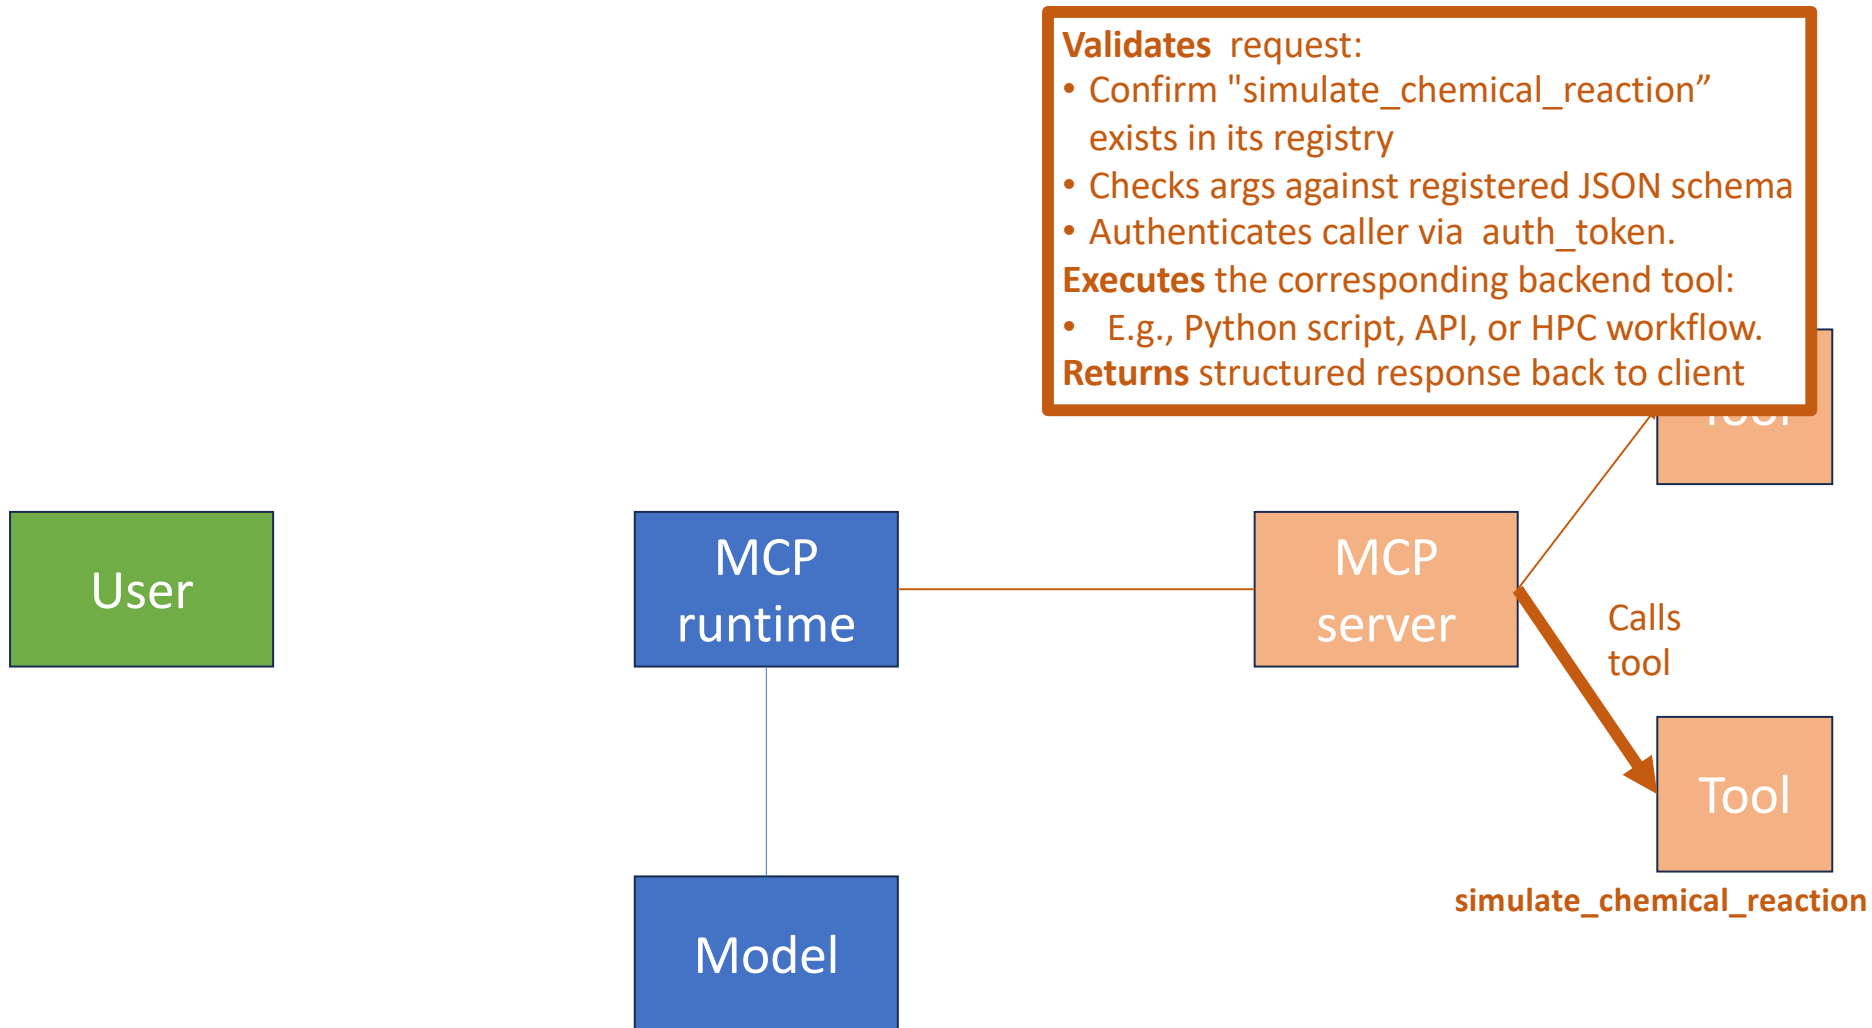 Validates  request:
• Confirm "simulate_chemical_reaction”
exists in its registry
• Checks args against registered JSON schema
• Authenticates caller via  auth_token.
Executes the corresponding backend tool:
•   E.g., Python script, API, or HPC workflow.
Returns structured response back to client
Tool
User
MCP
runtime
MCP
server
Calls
tool
Tool
simulate_chemical_reaction
Model